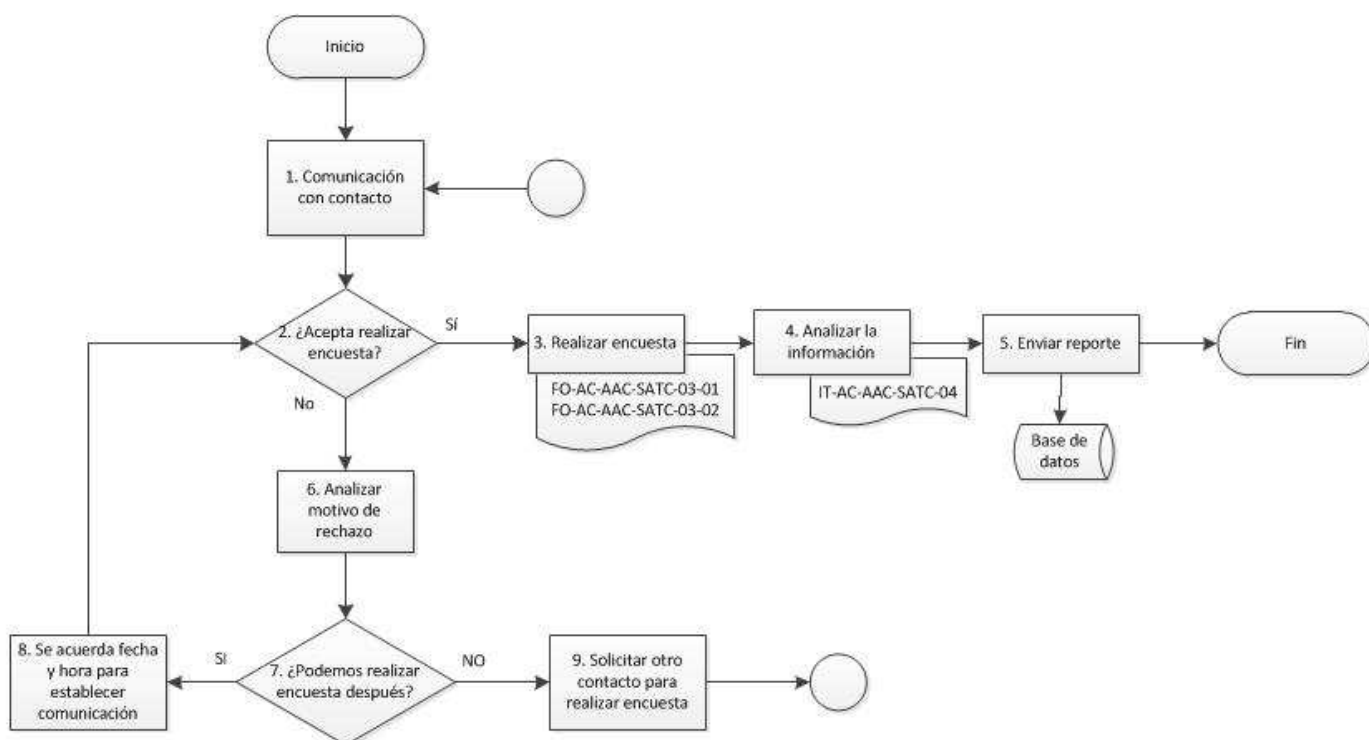 Inicio
1. Comunicación
con contacto
2. ¿Acepta realizar
encuesta?
Sí
No
3. Realizar encuesta
FO-AC-AAC-SATC-03-01
FO-AC-AAC-SATC-03-02
4. Analizar la
información
IT-AC-AAC-SATC-04
5. Enviar reporte
Base de
datos
Fin
6. Analizar
motivo de
rechazo
7. ¿Podemos realizar
encuesta después?
SI
NO
8. Se acuerda fecha
y hora para
establecer
comunicación
9. Solicitar otro
contacto para
realizar encuesta